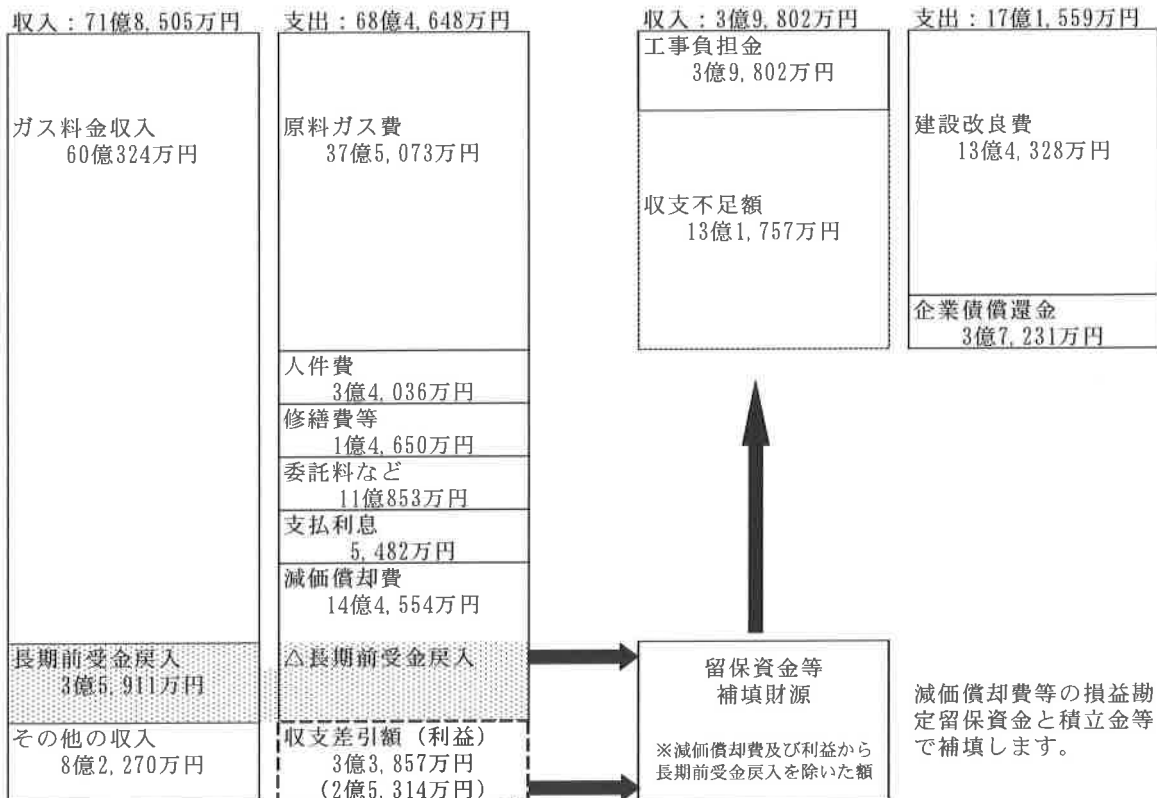 収入：71億8,505万円
ガス料金収入
60億324万円
長期前受金戻入
3億5,911万円
その他の収入
8億2,270万円
支出：68億4,648万円
原料ガス費
37億5,073万円
人件費
3億4,036万円
修繕費等
1億4,650万円
委託料など
11億853万円
支払利息
5,482万円
減価償却費
14億4,554万円
△長期前受金戻入
収支差引額（利益）
3億3,857万円
（2億5,314万円）
収入：3億9,802万円
工事負担金
3億9,802万円
収支不足額
13億1,757万円
支出：17億1,559万円
建設改良費
13億4,328万円
企業債償還金
3億7,231万円
留保資金等
補填財源
※減価償却費及び利益から
長期前受金戻入を除いた額
減価償却費等の損益勘
定留保資金と積立金等
で補填します。